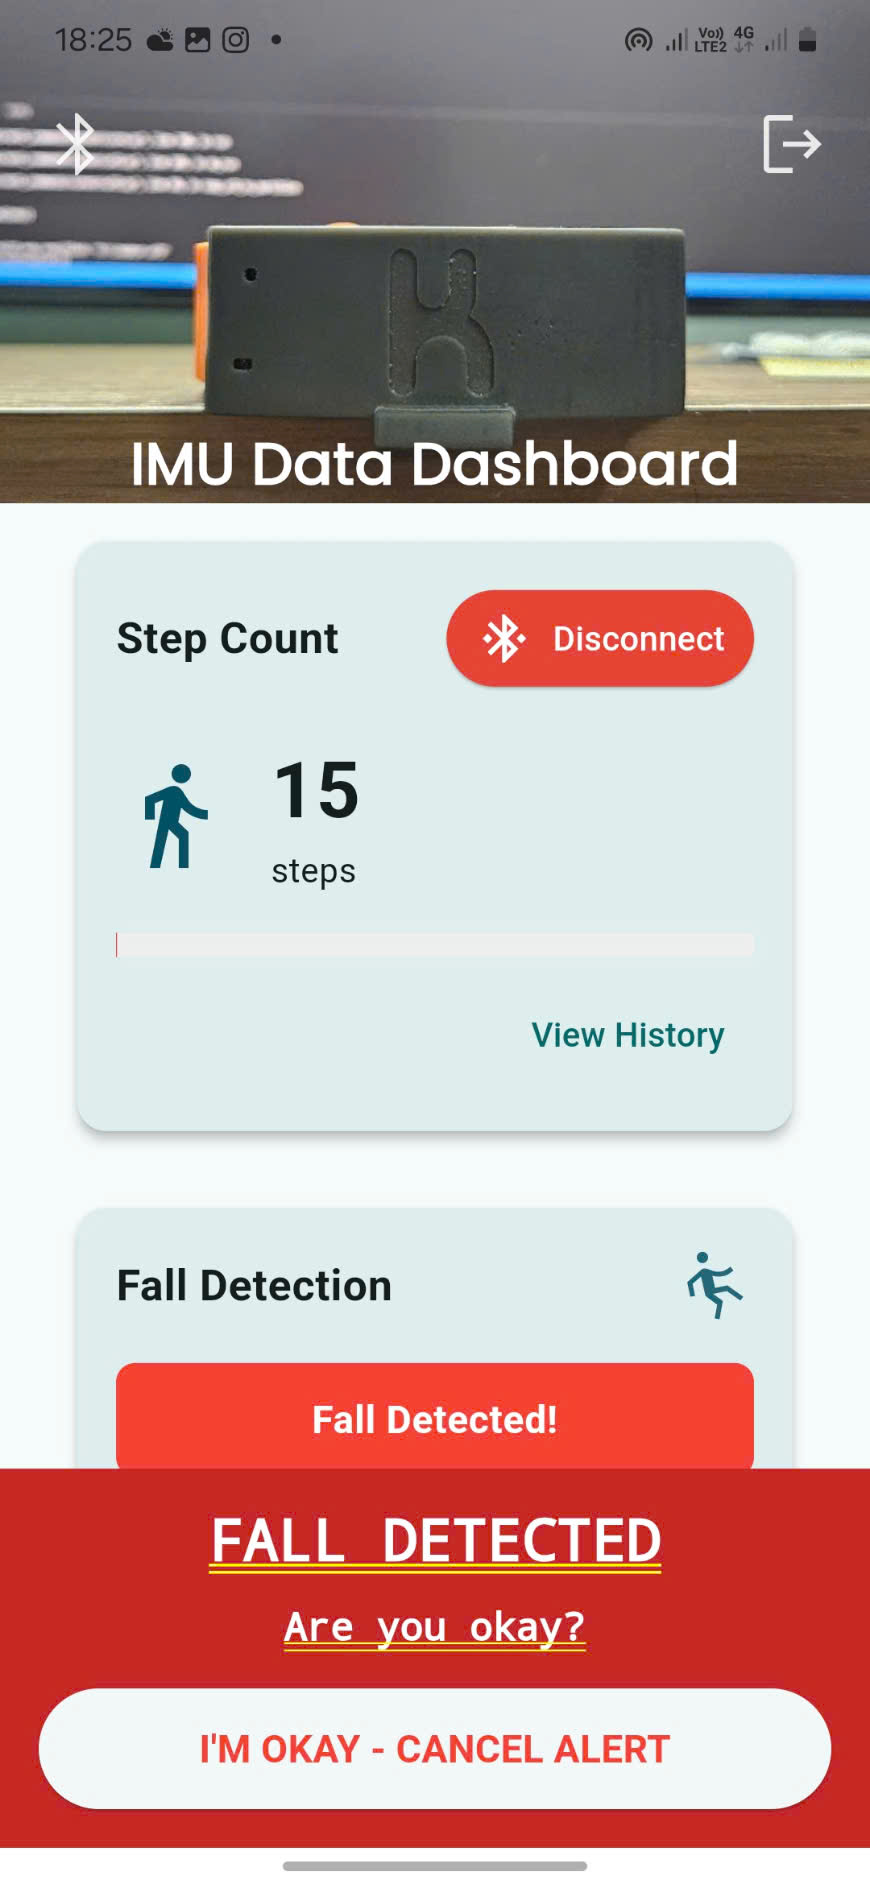 18:25
Vo)) 4G
LTE2
IMU Data Dashboard
Step Count
Disconnect
15
steps
View History
Fall Detection
Fall Detected!
FALL DETECTED
Are you okay?
I'M OKAY - CANCEL ALERT